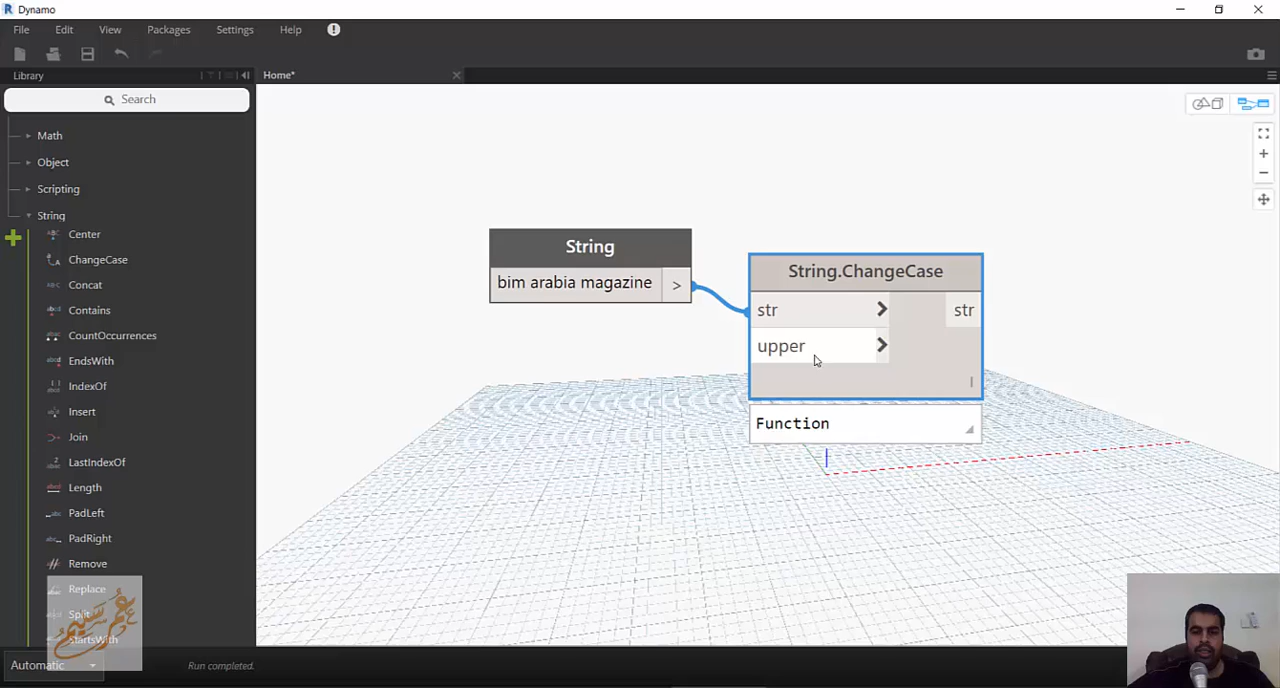 Dynamo
File Edit View Packages Settings Help
Library
Home*
Search
Math
Object
Scripting
String
Center
ChangeCase
Concat
Contains
CountOccurrences
EndsWith
IndexOf
Insert
Join
LastIndexOf
Length
PadLeft
PadRight
Remove
Replace
Split
StartsWith
Automatic
Run completed.
String
bim arabia magazine >
String.ChangeCase
str
str
upper
Function